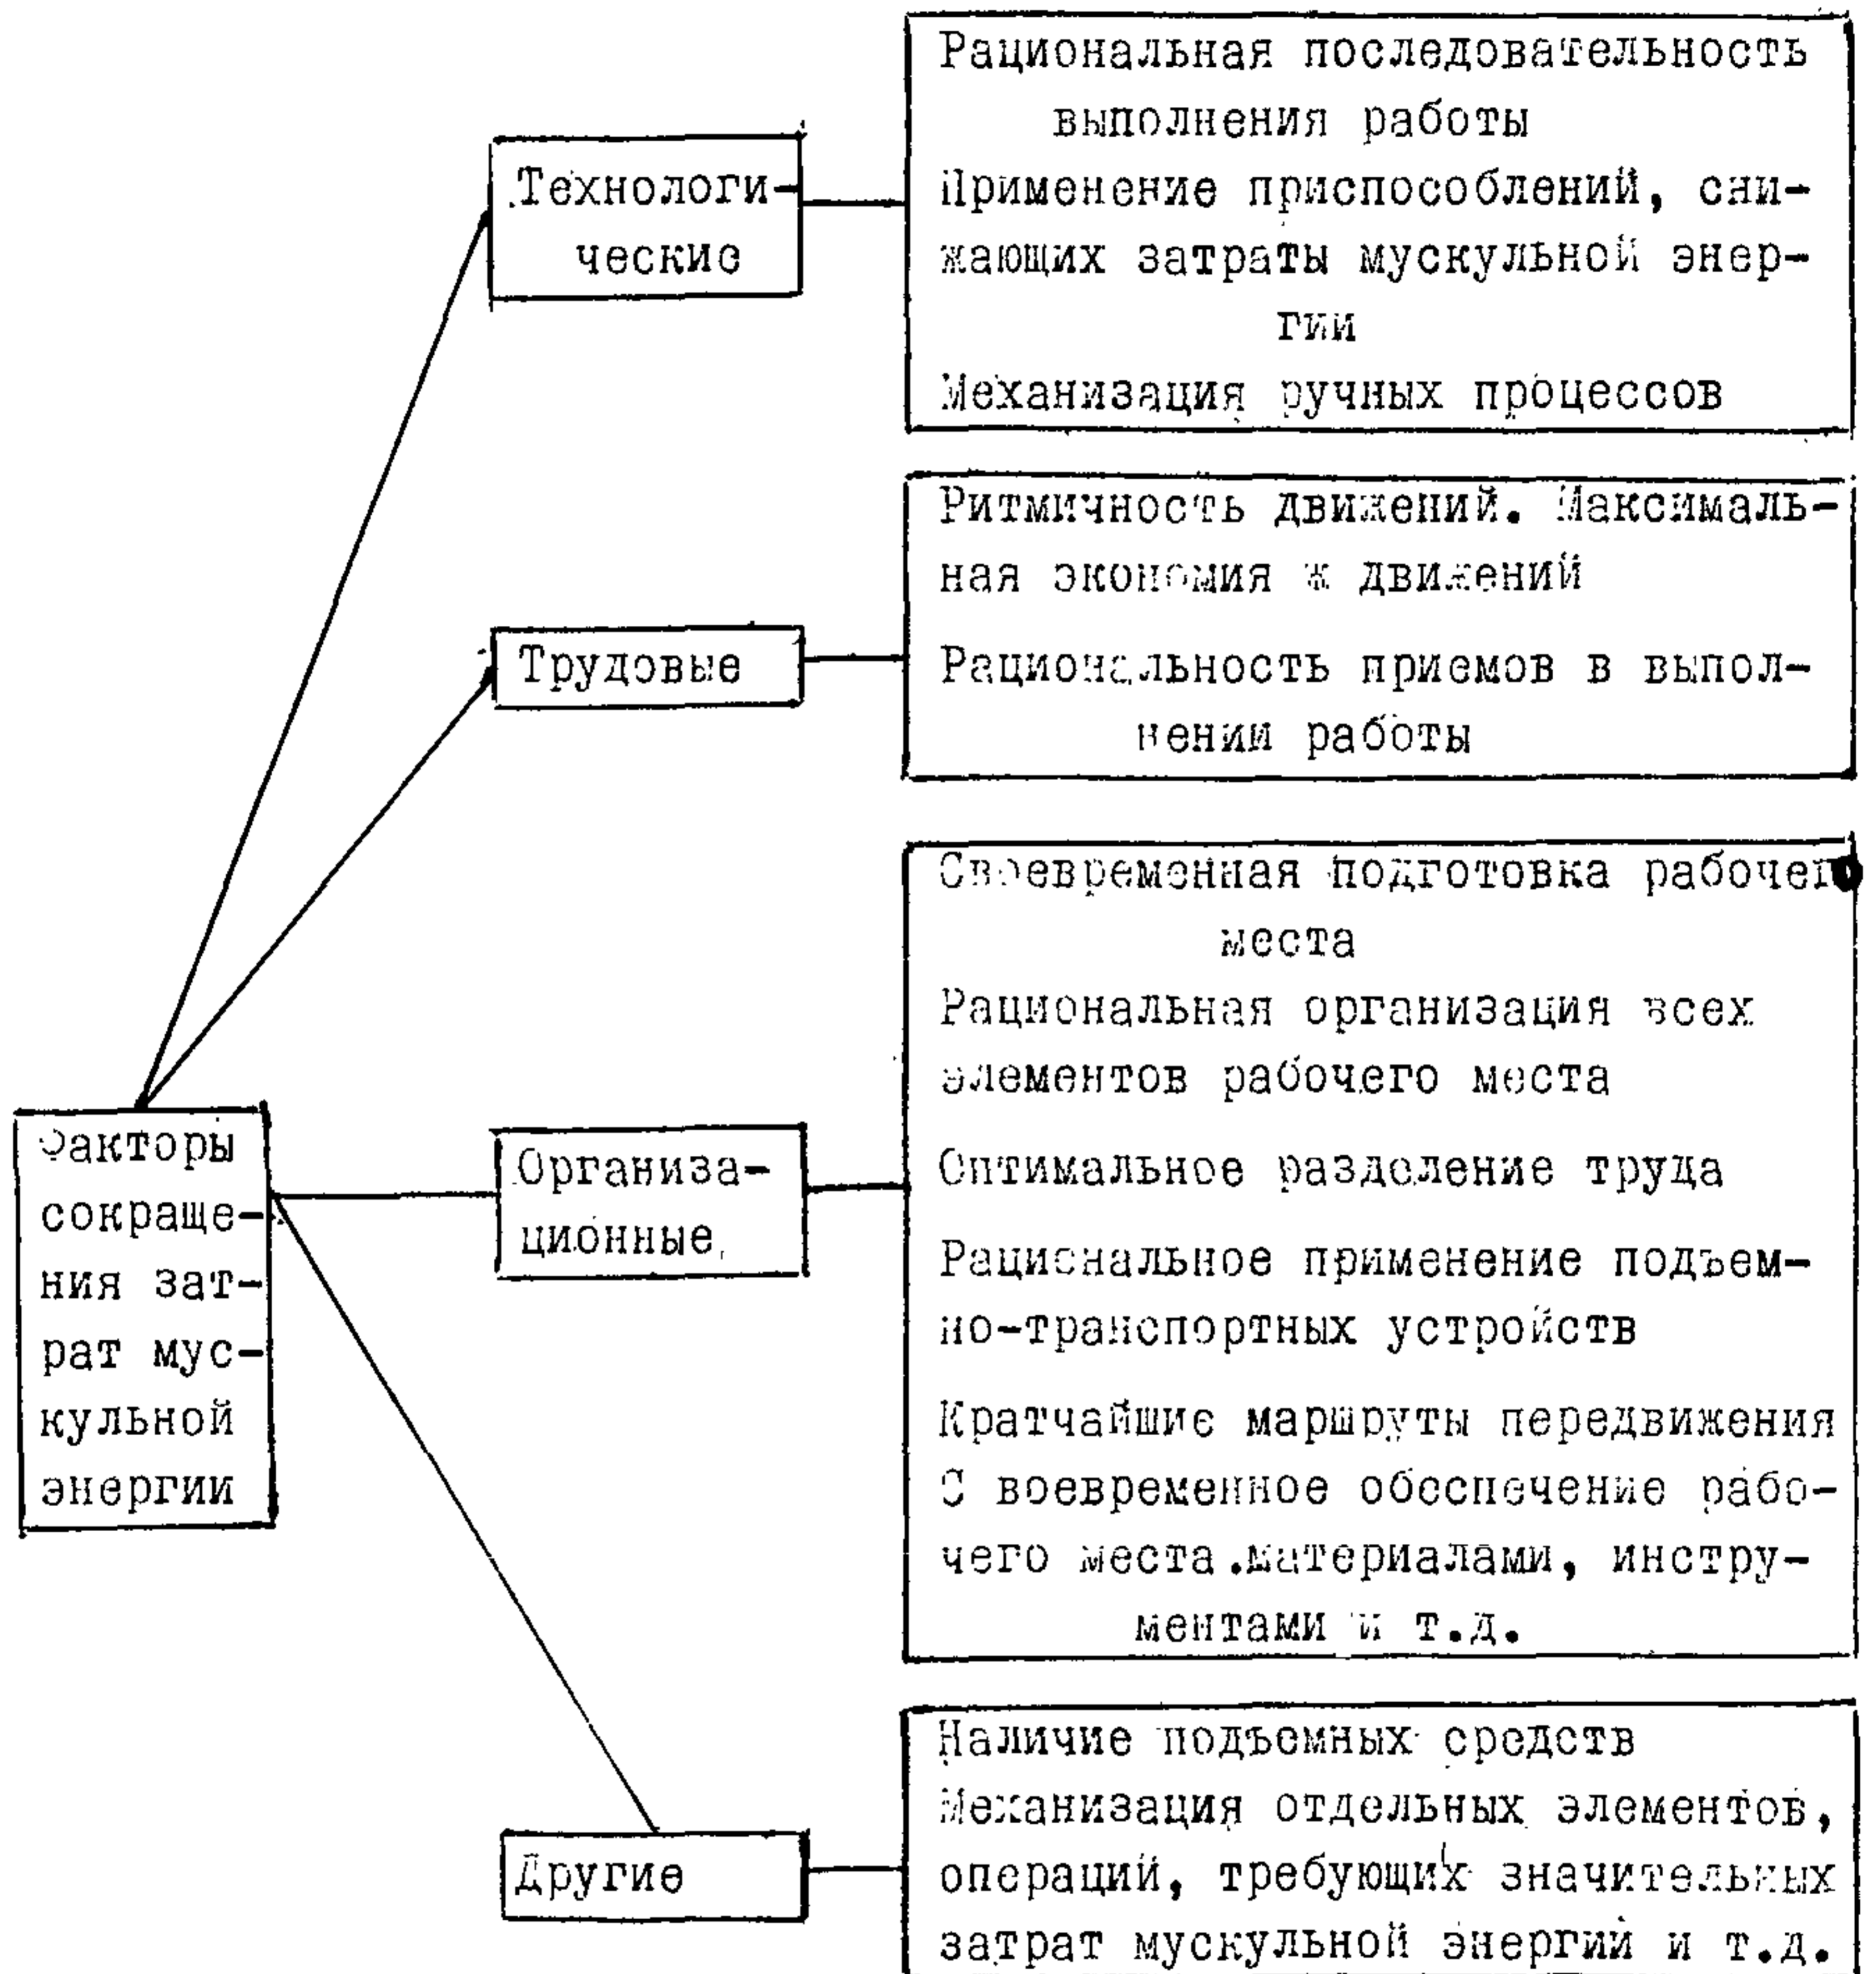 Рациональная последовательность
выполнения работы
Применение приспособлений, сни-
жающих затраты мускульной энер-
гии
Механизация ручных процессов
Технологи-
ческие
Ритмичность движений. Максималь-
ная экономия ж движений
Рациональность приемов в выпол-
нении работы
Трудовые
Своевременная подготовка рабочего
места
Рациональная организация всех
элементов рабочего места
Оптимальное разделение труда
Рациональное применение подъем-
но-транспортных устройств
Кратчайшие маршруты передвижения
С воевременное обеспечение рабо-
чего места материалами, инстру-
ментами и т.д.
Организа-
ционные
Факторы
сокраще-
ния зат-
рат мус-
кульной
энергии
Наличие подъемных средств
Механизация отдельных элементов,
операций, требующих значительных
затрат мускульной энергий и т.д.
Другие